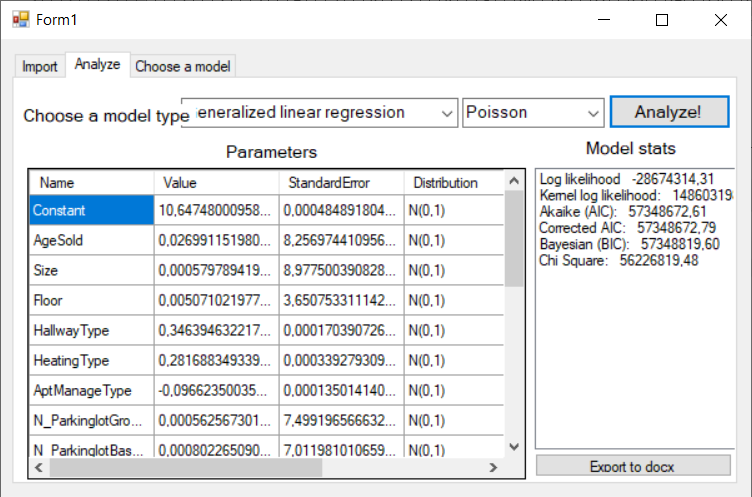 Form1
Import Analyze Choose a model
Choose a model type eneralized linear regression Poisson Analyze!
Parameters
Model stats
Name Value StandardError Distribution
Constant 10,64748000958... 0,000484891804... N(0,1)
AgeSold 0,026991151980... 8,256974410956... N(0,1)
Size 0,000579789419... 8,977500390828... N(0,1)
Floor 0,005071021977... 3,650753311142... N(0,1)
HallwayType 0,346394632217... 0,000170390726... N(0,1)
HeatingType 0,281688349339... 0,000339279309... N(0,1)
AptManageType -0,09662350035... 0,000135014140... N(0,1)
N_ParkinglotGro... 0,000562567301... 7,499196566632... N(0,1)
N_ParkinglotBas... 0,000802265090... 7,011981010659... N(0,1)
Log likelihood -28674314,31
Kernel log likelihood: 148603198
Akaike (AIC): 57348672,61
Corrected AIC: 57348672,79
Bayesian (BIC): 57348819,60
Chi Square: 56226819,48
Export to docx